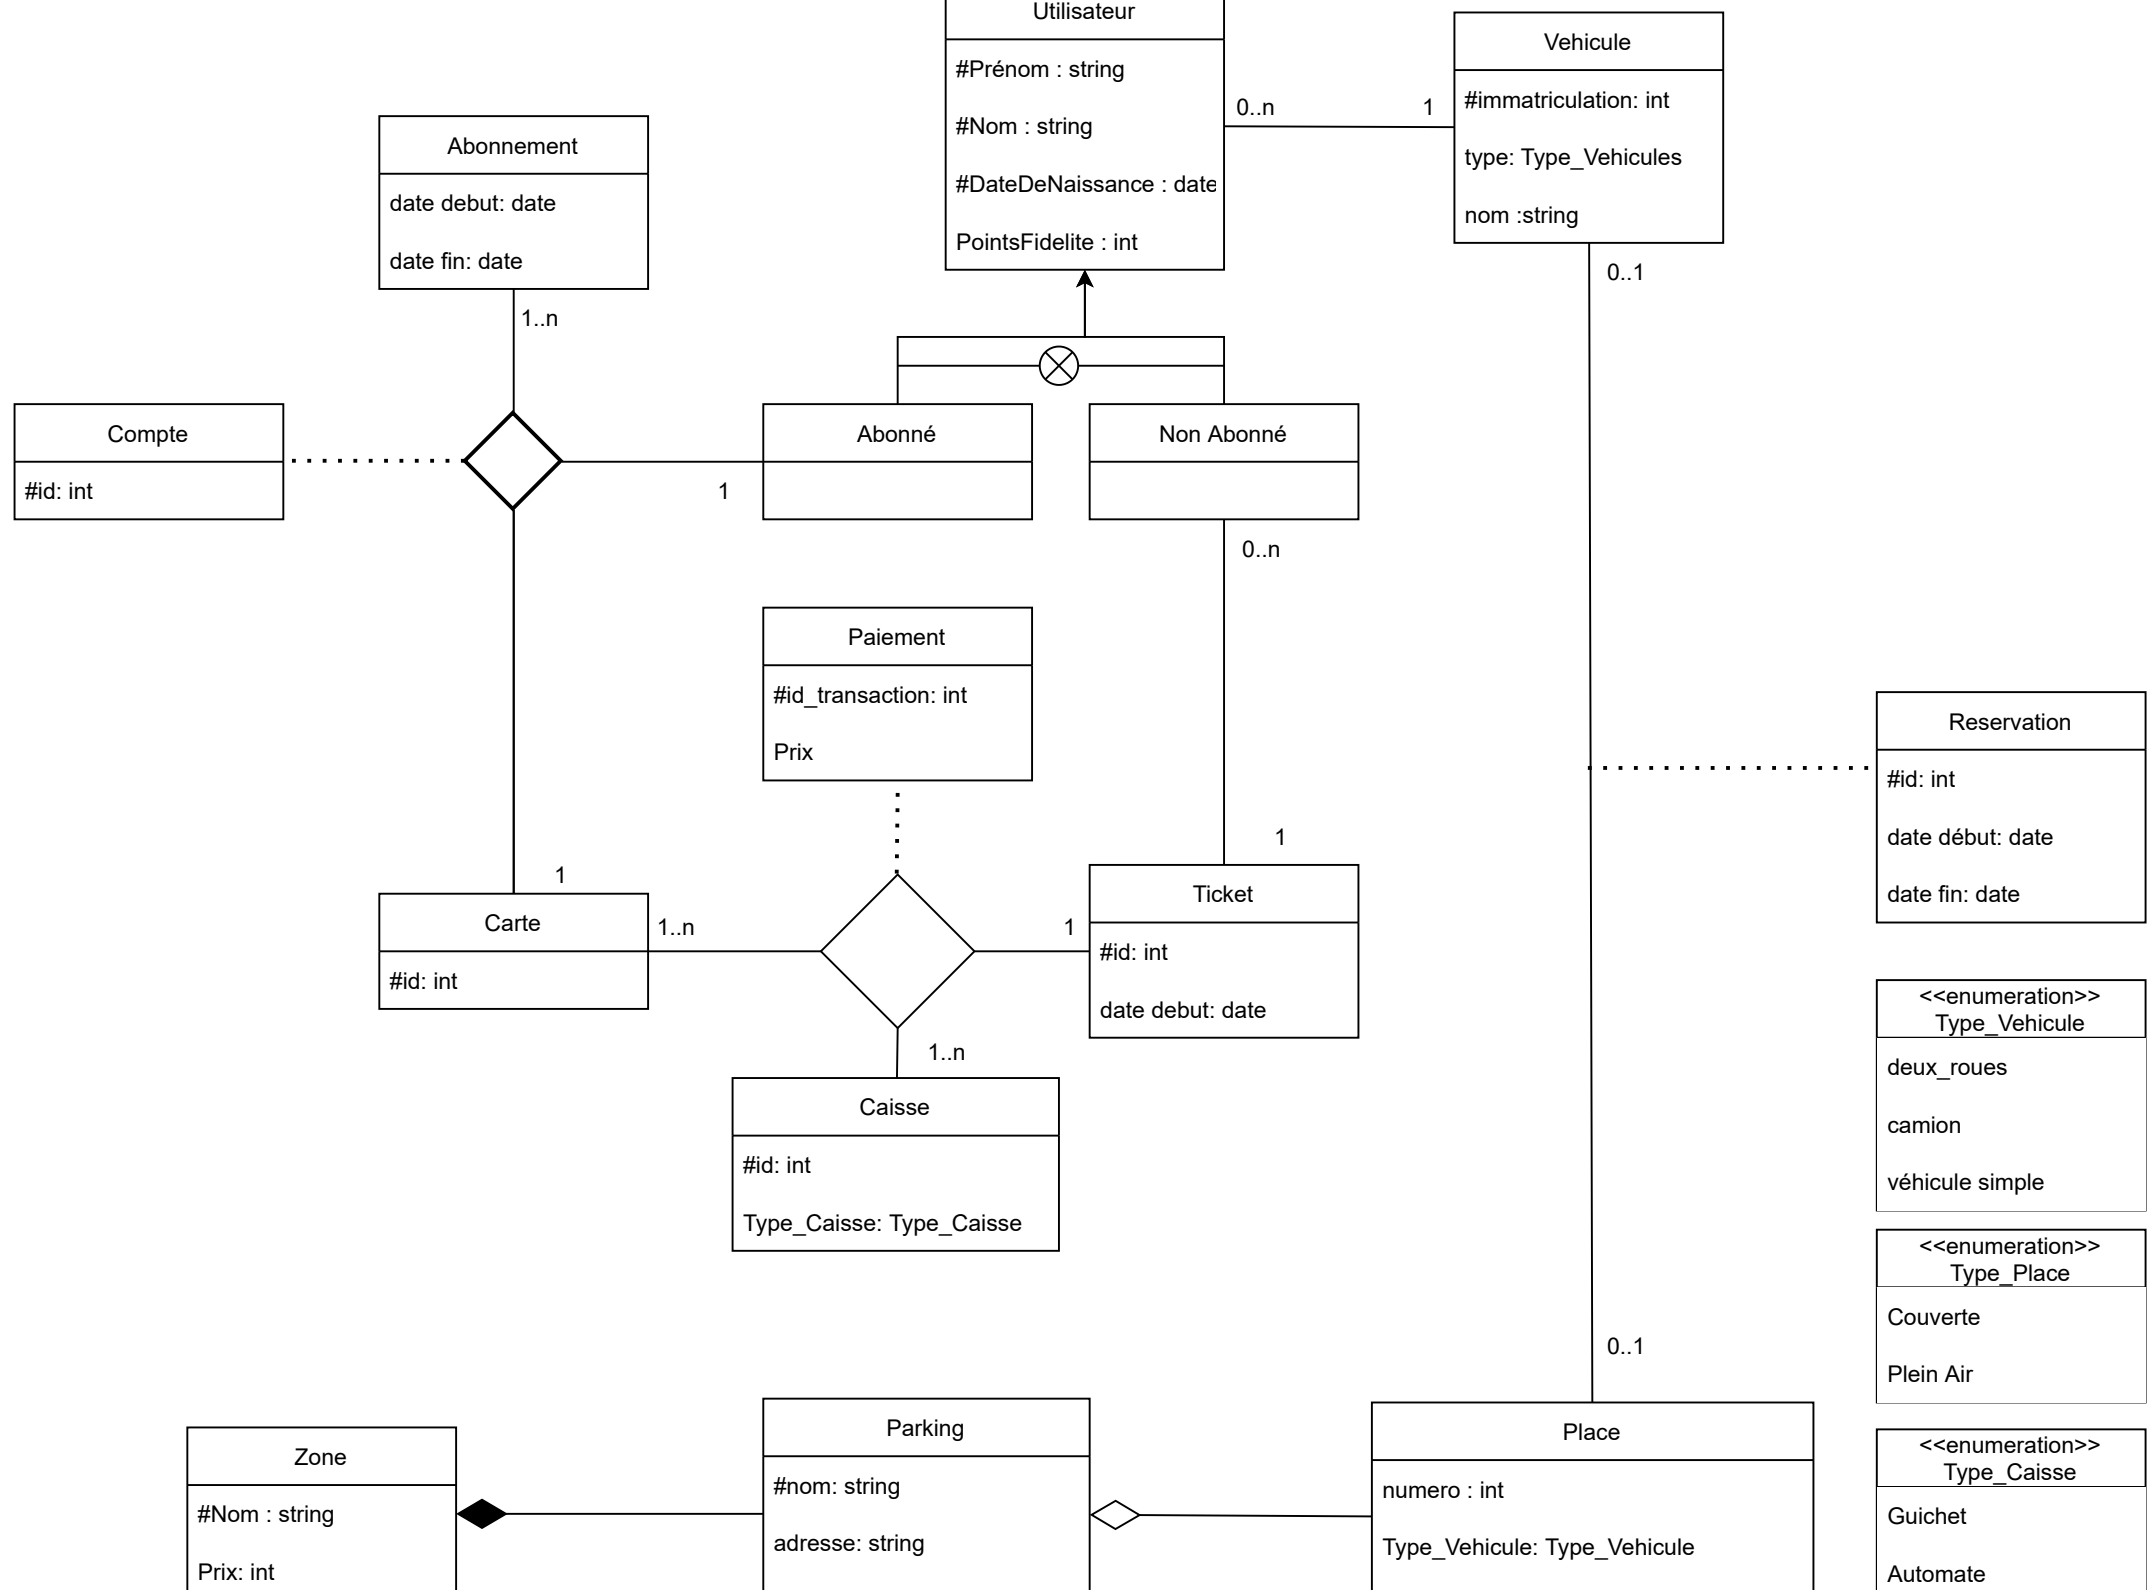 Utilisateur
#Prénom : string
#Nom : string
#DateDeNaissance : date
PointsFidelite : int
0..n
1
Vehicule
#immatriculation: int
type: Type_Vehicules
nom :string
0..1
Abonnement
date debut: date
date fin: date
1..n
Compte
#id: int
Abonné
1
Non Abonné
0..n
Paiement
#id_transaction: int
Prix
Reservation
#id: int
date début: date
date fin: date
1
Carte
#id: int
1..n
1
1
Ticket
#id: int
date debut: date
1..n
Caisse
#id: int
Type_Caisse: Type_Caisse
<<enumeration>>
Type_Vehicule
deux_roues
camion
véhicule simple
<<enumeration>>
Type_Place
Couverte
Plein Air
0..1
Zone
#Nom : string
Prix: int
Parking
#nom: string
adresse: string
Place
numero : int
Type_Vehicule: Type_Vehicule
<<enumeration>>
Type_Caisse
Guichet
Automate